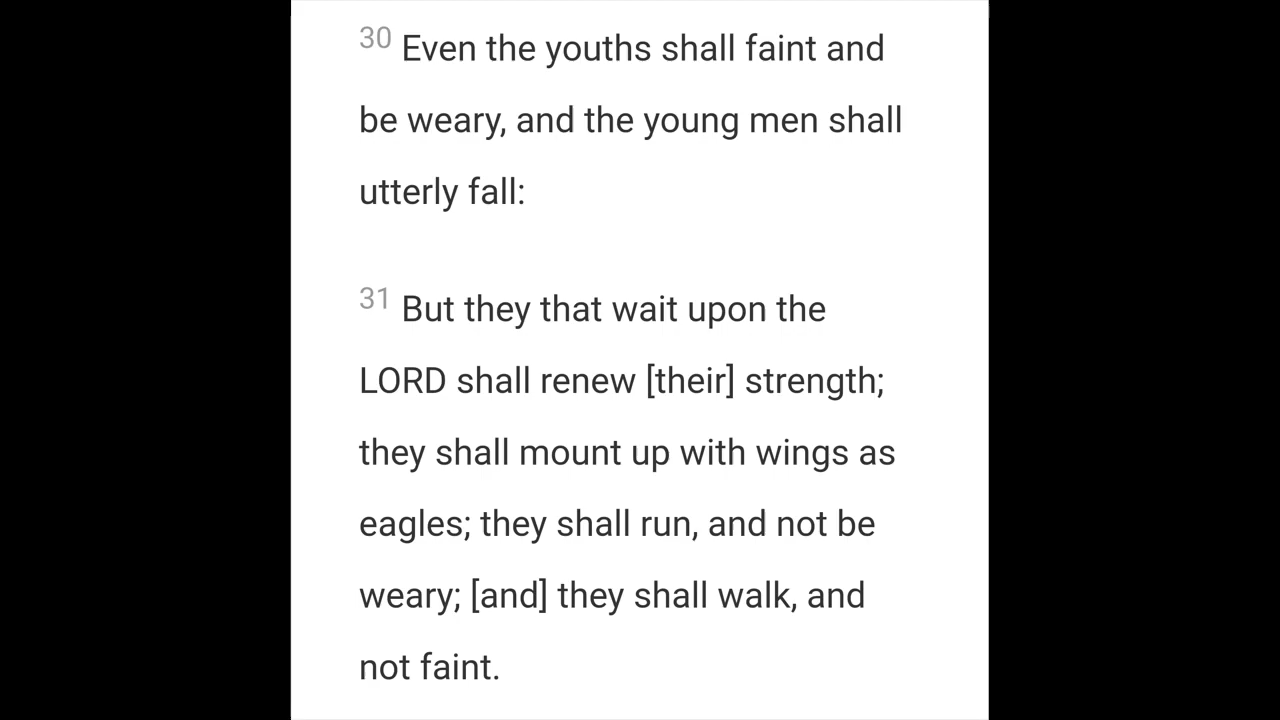 30 Even the youths shall faint and
be weary, and the young men shall
utterly fall:
31 But they that wait upon the
LORD shall renew [their] strength;
they shall mount up with wings as
eagles; they shall run, and not be
weary; [and] they shall walk, and
not faint.